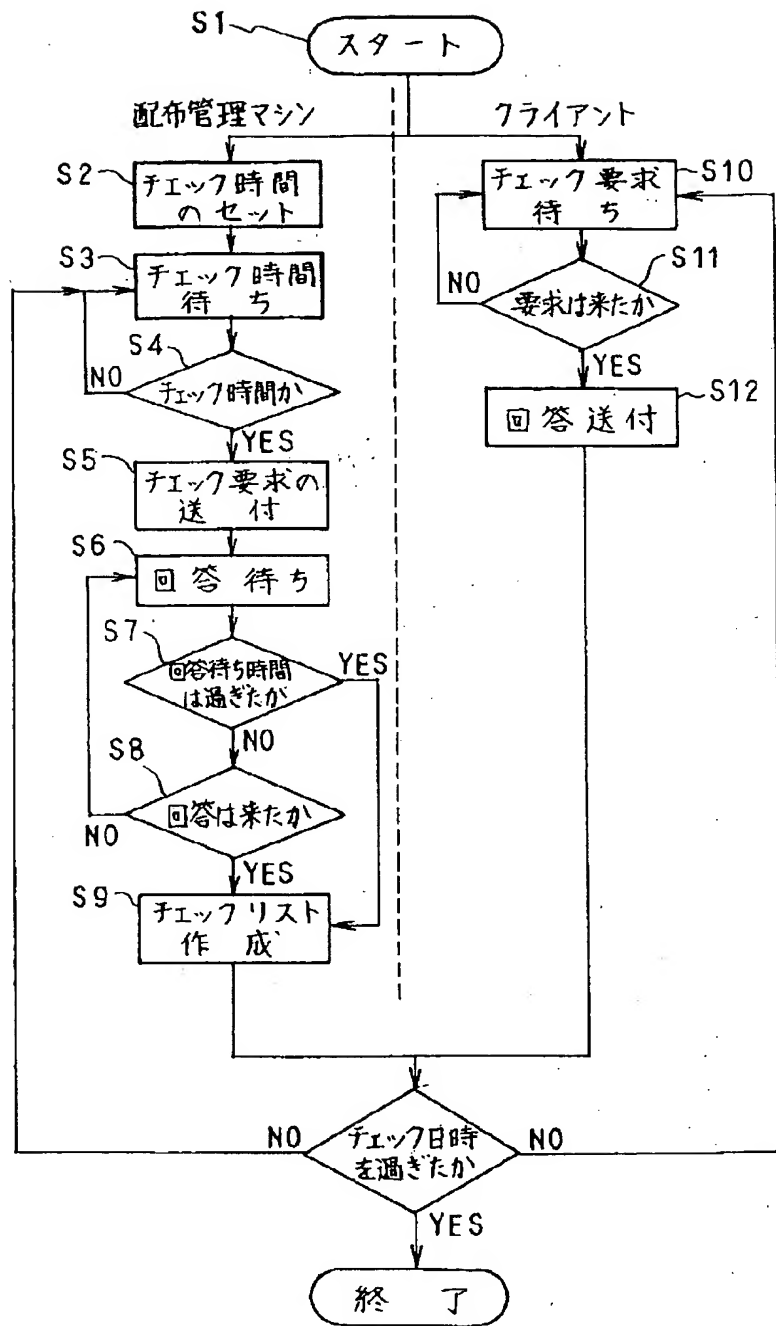 S1
スタート
配布管理マシン
クライアント
S2
チェック時間
のセット
S3
チェック時間
待ち
S4
チェック時間か
NO
YES
S5
チェック要求の
送付
S6
回答待ち
S7
回答待ち時間
は過ぎたか
YES
NO
S8
回答は来たか
NO
YES
S9
チェックリスト
作成
S10
チェック要求
待ち
S11
要求は来たか
NO
YES
S12
回答送付
チェック日時
を過ぎたか
NO
NO
YES
終了